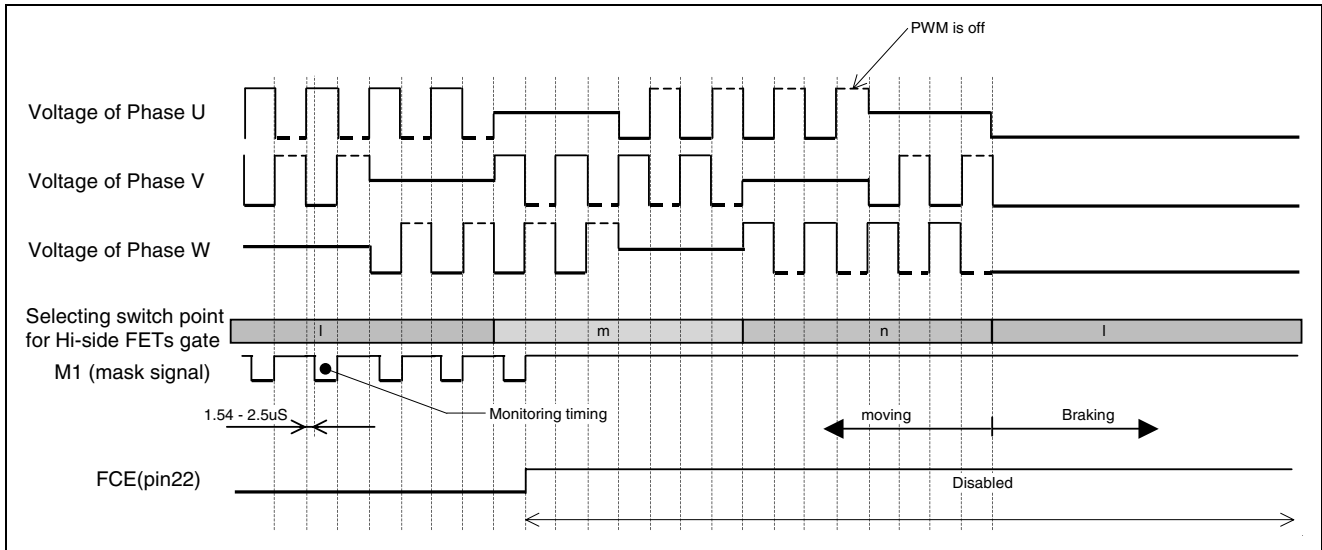 PWM is off
Voltage of Phase U
Voltage of Phase V
Voltage of Phase W
Selecting switch point
for Hi-side FETs gate
l
m
n
l
M1 (mask signal)
1.54 - 2.5uS
Monitoring timing
moving
Braking
FCE(pin22)
Disabled